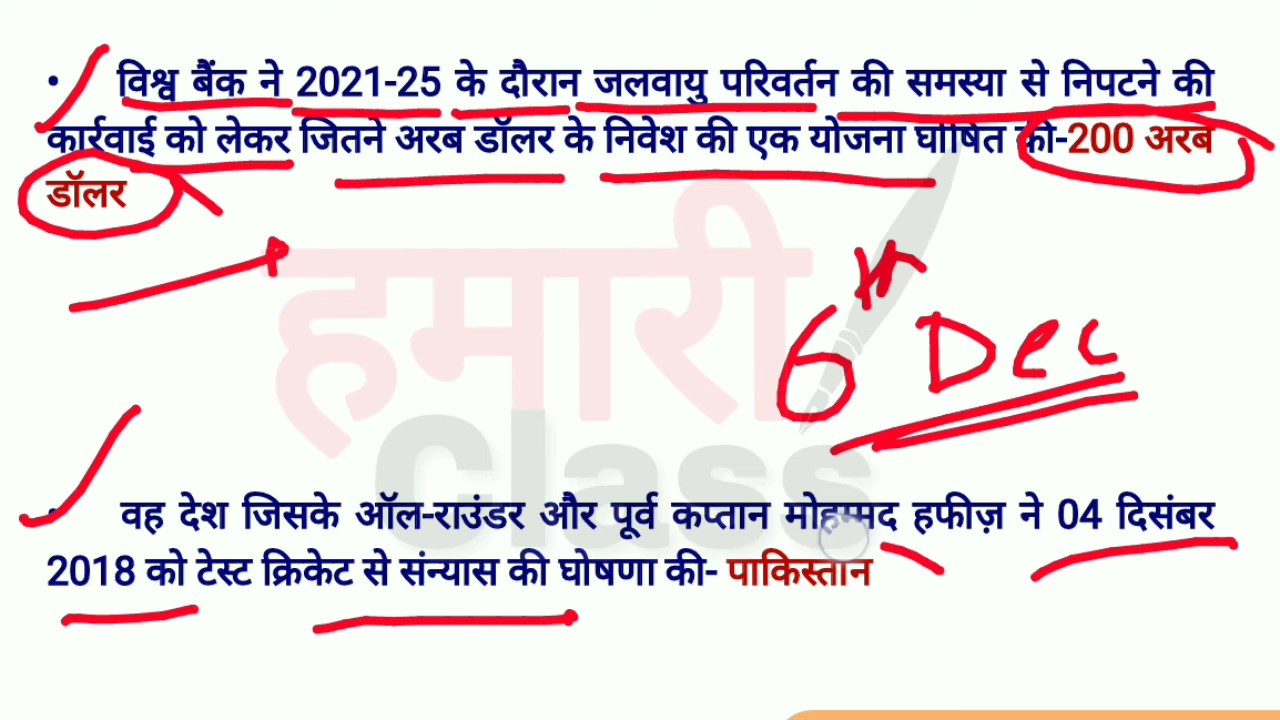 • विश्व बैंक ने 2021-25 के दौरान जलवायु परिवर्तन की समस्या से निपटने की
कार्रवाई को लेकर जितने अरब डॉलर के निवेश की एक योजना घोषित की-200 अरब
डॉलर
हमारी
6th Dec
Class
• वह देश जिसके ऑल-राउंडर और पूर्व कप्तान मोहम्मद हफीज़ ने 04 दिसंबर
2018 को टेस्ट क्रिकेट से संन्यास की घोषणा की- पाकिस्तान